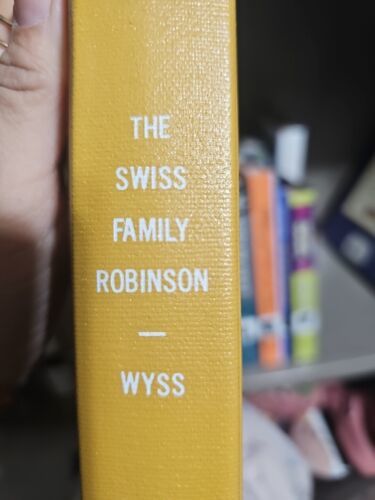 THE
SWISS
FAMILY
ROBINSON
—
WYSS